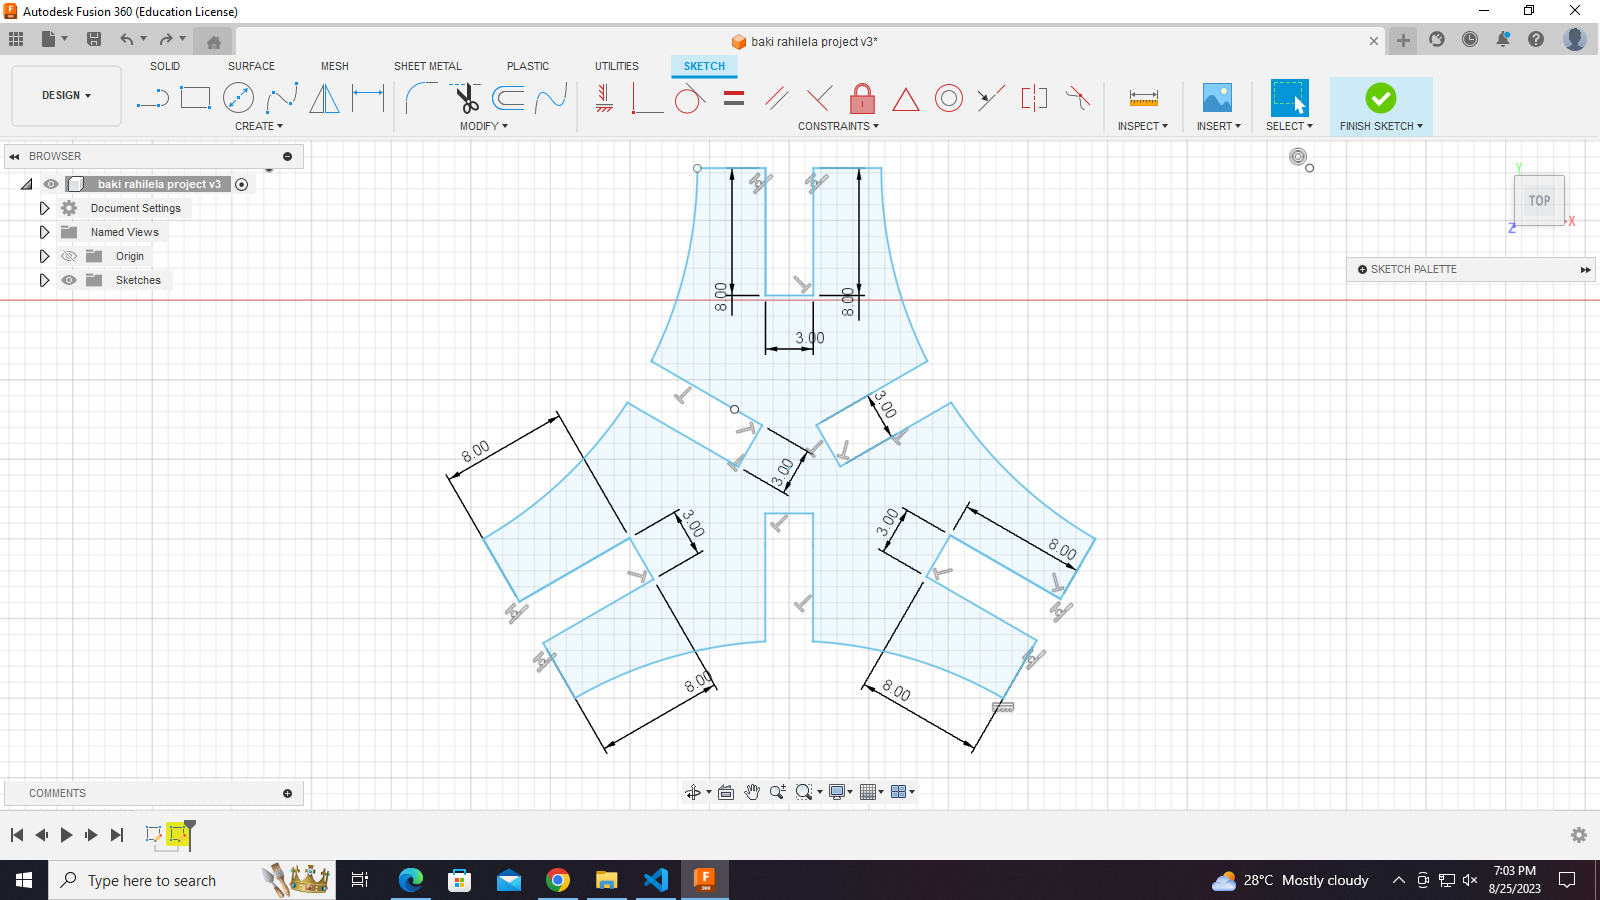 Autodesk Fusion 360 (Education License)
baki rahilela project v3*
SOLID SURFACE MESH SHEET METAL PLASTIC UTILITIES SKETCH
DESIGN
CREATE MODIFY CONSTRAINTS INSPECT INSERT SELECT FINISH SKETCH
BROWSER
baki rahilela project v3
Document Settings
Named Views
Origin
Sketches
Y
TOP
X
Z
SKETCH PALETTE
8.00
8.00
3.00
3.00
8.00
3.00
3.00
3.00
8.00
8.00
8.00
COMMENTS
Type here to search
28°C Mostly cloudy
7:03 PM
8/25/2023